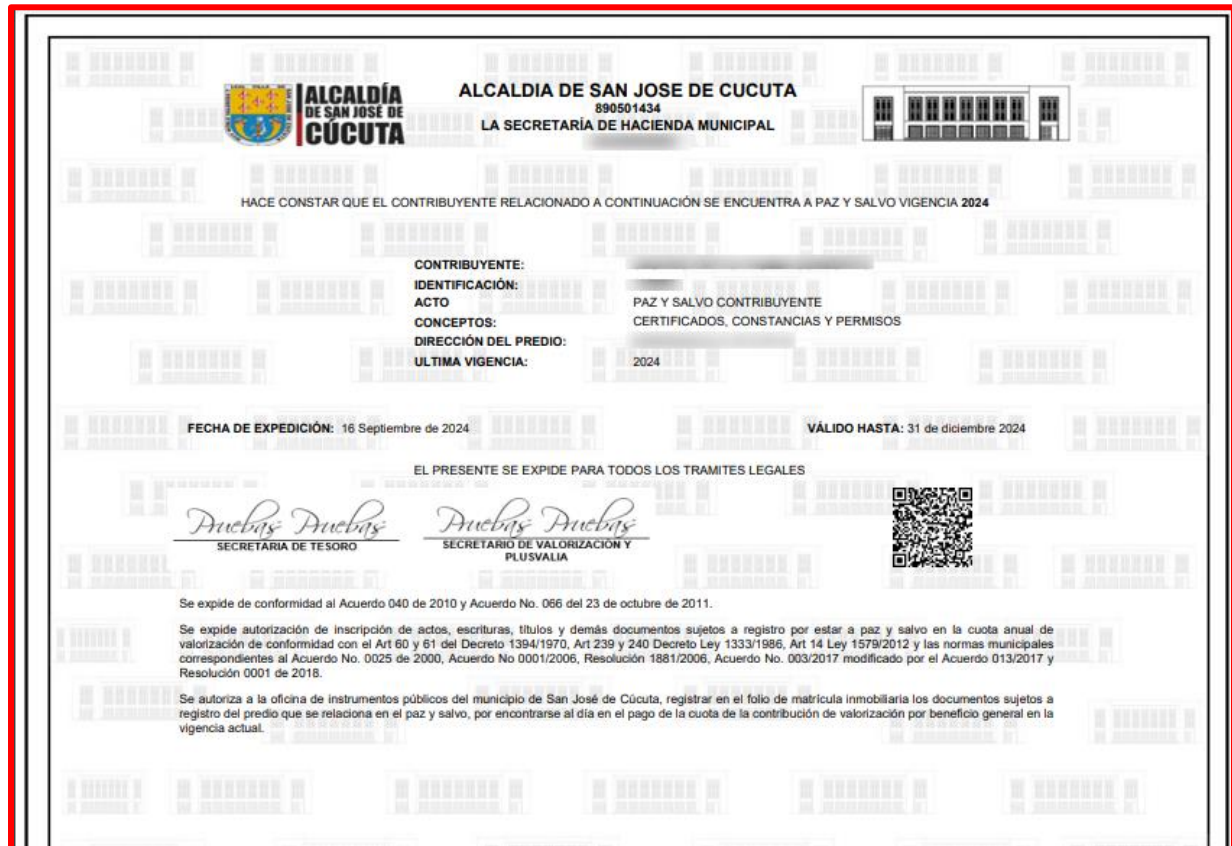 ALCALDÍA
DE SAN JOSÉ DE
CÚCUTA
ALCALDIA DE SAN JOSE DE CUCUTA
890501434
LA SECRETARÍA DE HACIENDA MUNICIPAL
HACE CONSTAR QUE EL CONTRIBUYENTE RELACIONADO A CONTINUACIÓN SE ENCUENTRA A PAZ Y SALVO VIGENCIA 2024
CONTRIBUYENTE:
IDENTIFICACIÓN:
ACTO PAZ Y SALVO CONTRIBUYENTE
CONCEPTOS: CERTIFICADOS, CONSTANCIAS Y PERMISOS
DIRECCIÓN DEL PREDIO:
ULTIMA VIGENCIA: 2024
FECHA DE EXPEDICIÓN: 16 Septiembre de 2024 VÁLIDO HASTA: 31 de diciembre 2024
EL PRESENTE SE EXPIDE PARA TODOS LOS TRAMITES LEGALES
Pruebas Pruebas Pruebas Pruebas
SECRETARIA DE TESORO SECRETARIO DE VALORIZACIÓN Y
PLUSVALIA
Se expide de conformidad al Acuerdo 040 de 2010 y Acuerdo No. 066 del 23 de octubre de 2011.
Se expide autorización de inscripción de actos, escrituras, títulos y demás documentos sujetos a registro por estar a paz y salvo en la cuota anual de
valorización de conformidad con el Art 60 y 61 del Decreto 1394/1970, Art 239 y 240 Decreto Ley 1333/1986, Art 14 Ley 1579/2012 y las normas municipales
correspondientes al Acuerdo No. 0025 de 2000, Acuerdo No 0001/2006, Resolución 1881/2006, Acuerdo No. 003/2017 modificado por el Acuerdo 013/2017 y
Resolución 0001 de 2018.
Se autoriza a la oficina de instrumentos públicos del municipio de San José de Cúcuta, registrar en el folio de matrícula inmobiliaria los documentos sujetos a
registro del predio que se relaciona en el paz y salvo, por encontrarse al día en el pago de la cuota de la contribución de valorización por beneficio general en la
vigencia actual.